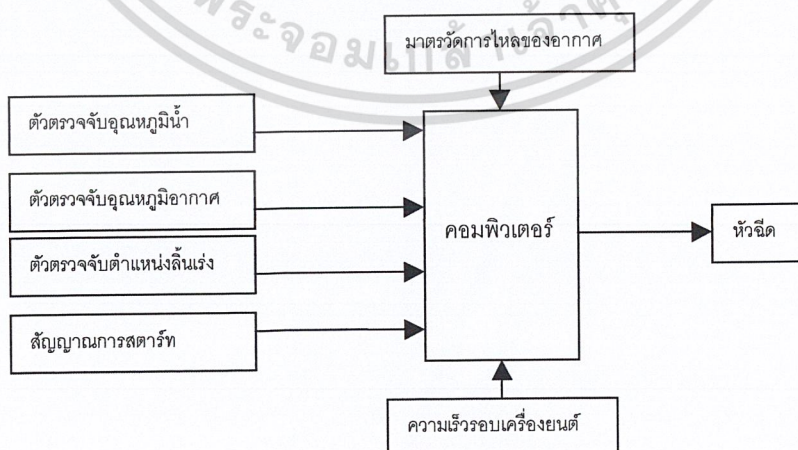 พระจอมเกล้าเจ้าคุ
มาตรวัดการไหลของอากาศ
ตัวตรวจจับอุณหภูมิน้ำ
ตัวตรวจจับอุณหภูมิอากาศ
ตัวตรวจจับตำแหน่งลิ้นเร่ง
สัญญาณการสตาร์ท
คอมพิวเตอร์
หัวฉีด
ความเร็วรอบเครื่องยนต์